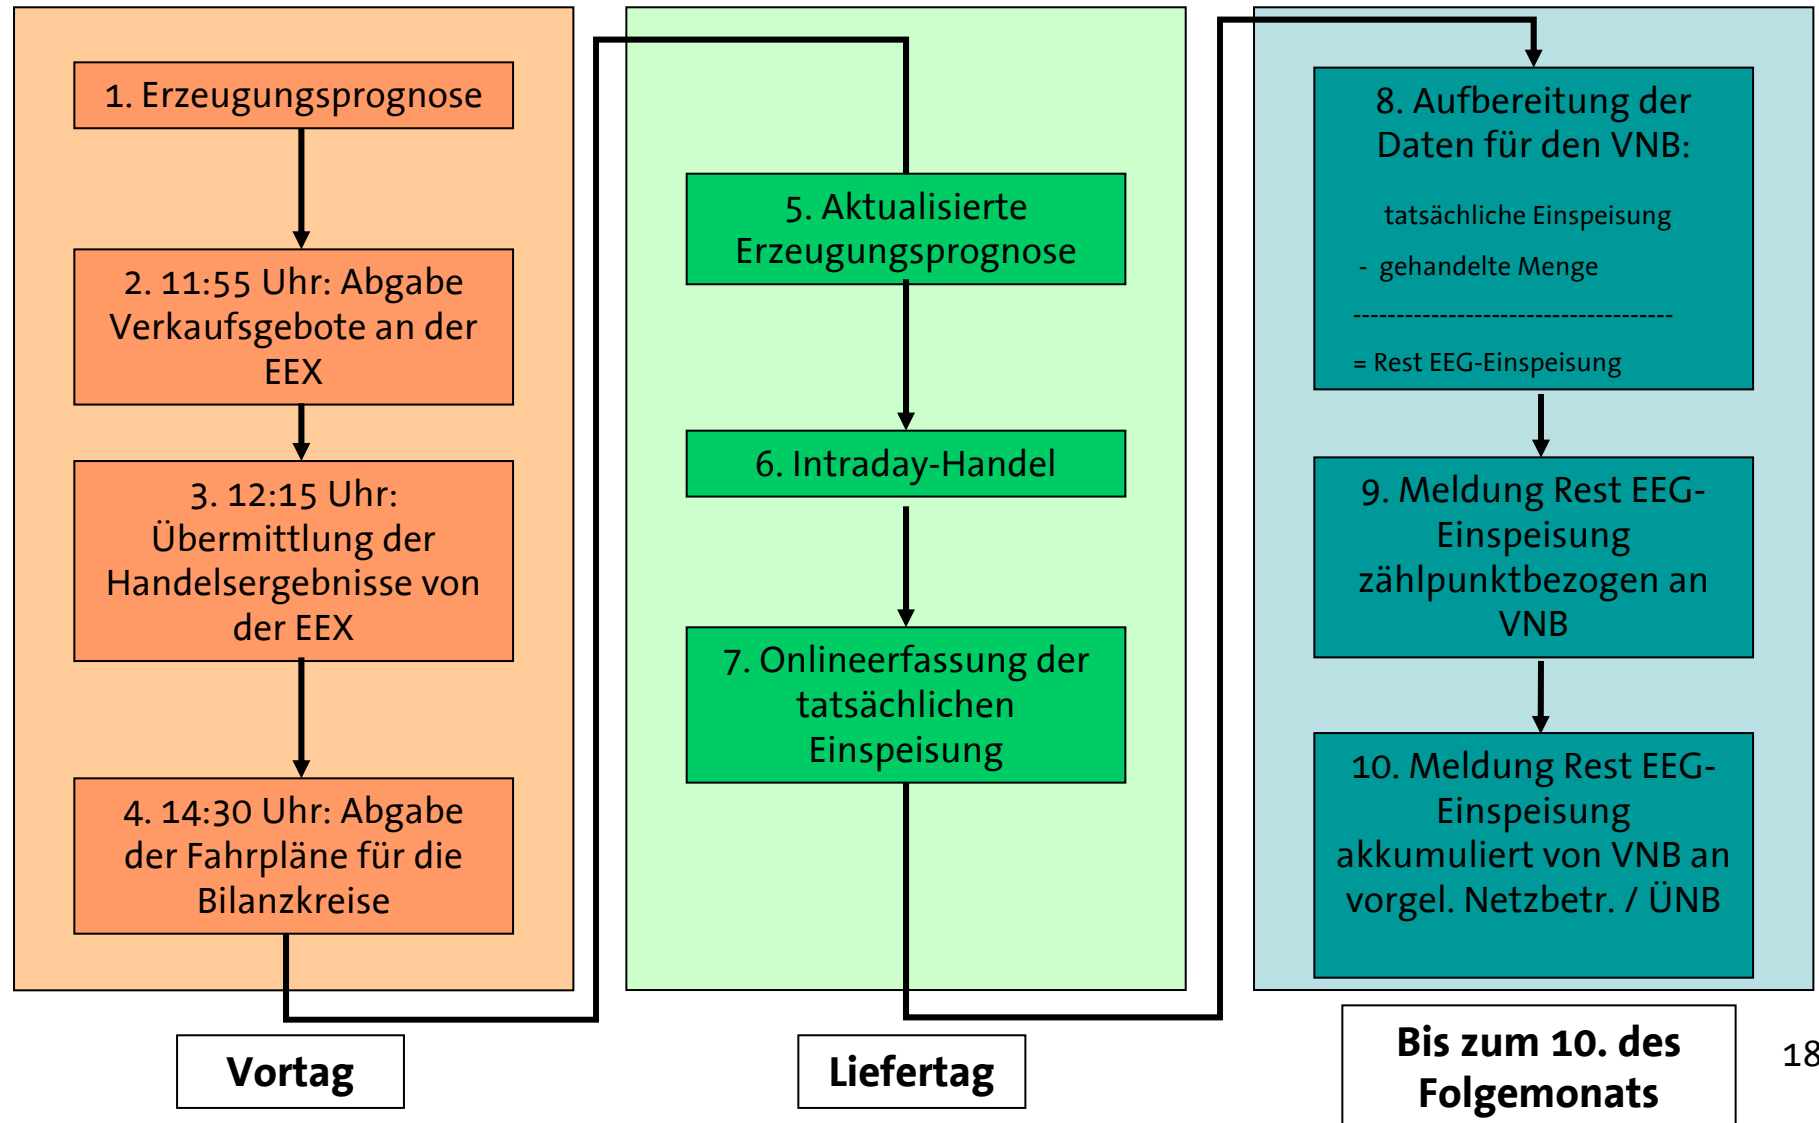 1. Erzeugungsprognose
2. 11:55 Uhr: Abgabe
Verkaufsgebote an der
EEX
3. 12:15 Uhr:
Übermittlung der
Handelsergebnisse von
der EEX
4. 14:30 Uhr: Abgabe
der Fahrpläne für die
Bilanzkreise
Vortag
5. Aktualisierte
Erzeugungsprognose
6. Intraday-Handel
7. Onlineerfassung der
tatsächlichen
Einspeisung
Liefertag
8. Aufbereitung der
Daten für den VNB:
tatsächliche Einspeisung
- gehandelte Menge
-------------------------------------
= Rest EEG-Einspeisung
9. Meldung Rest EEG-
Einspeisung
zählpunktbezogen an
VNB
10. Meldung Rest EEG-
Einspeisung
akkumuliert von VNB an
vorgel. Netzbetr. / ÜNB
Bis zum 10. des
Folgemonats
18